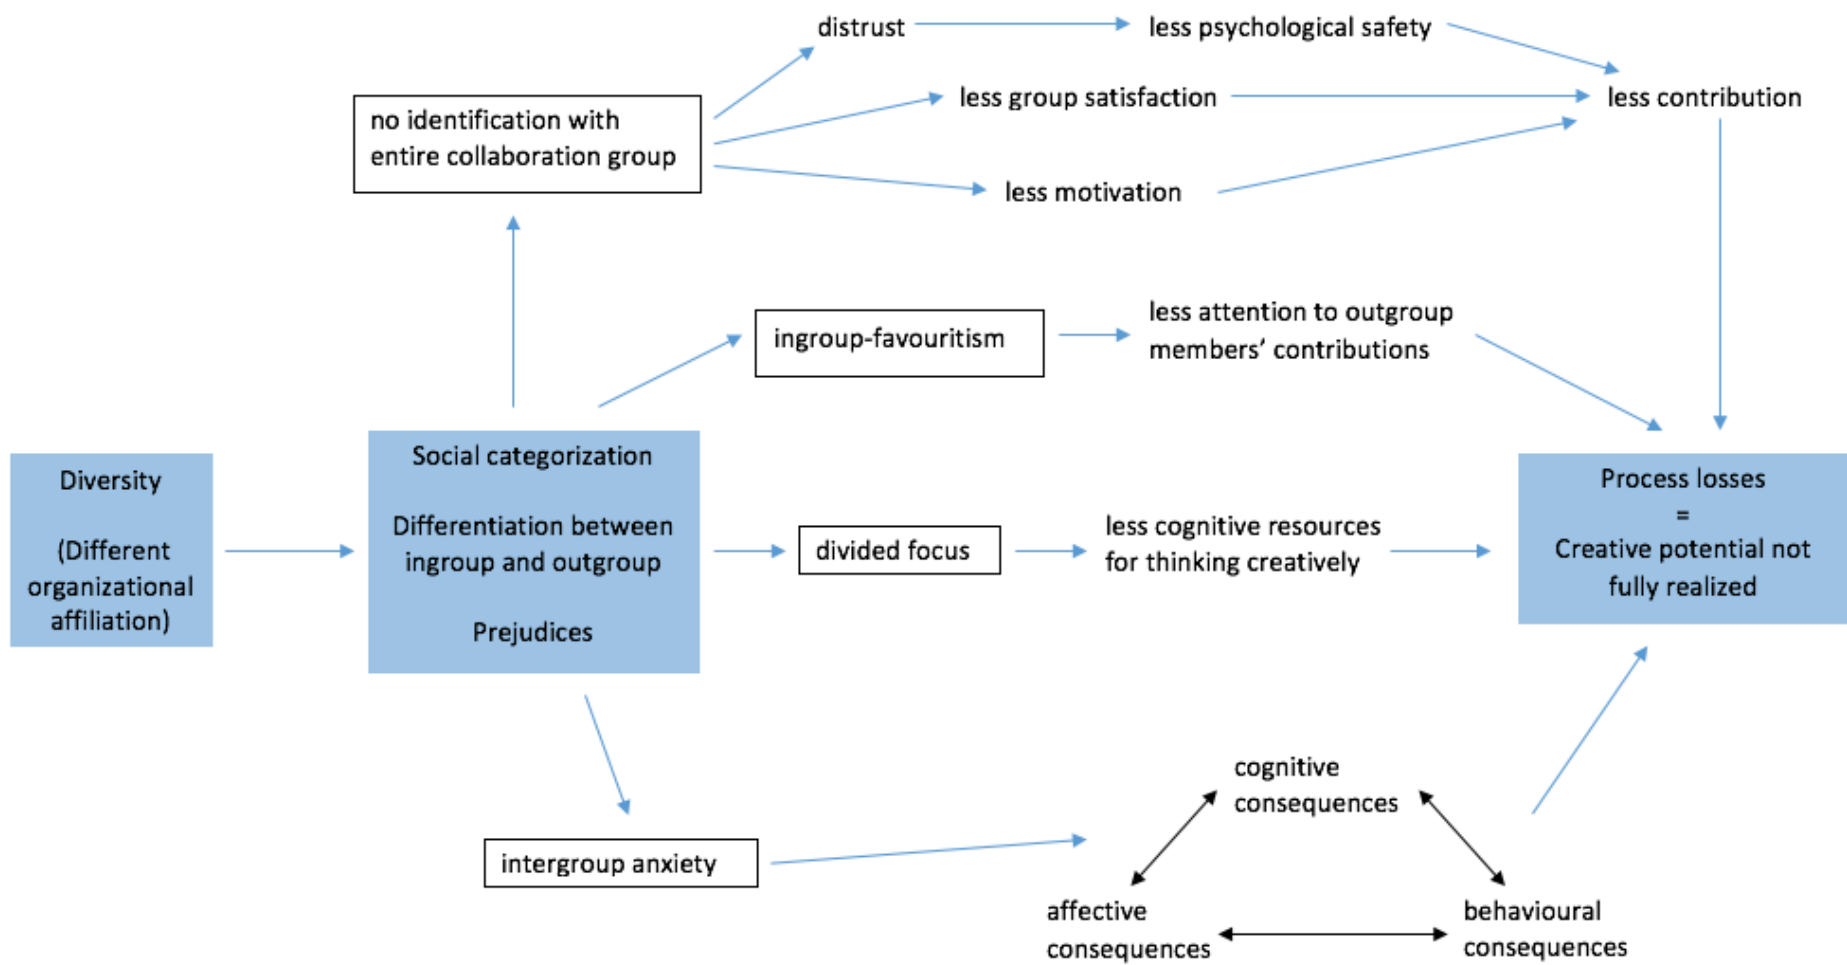 distrust
less psychological safety
less group satisfaction
less contribution
no identification with
entire collaboration group
less motivation
ingroup-favouritism
less attention to outgroup
members’ contributions
Diversity
(Different
organizational
affiliation)
Social categorization
Differentiation between
ingroup and outgroup
Prejudices
divided focus
less cognitive resources
for thinking creatively
Process losses
=
Creative potential not
fully realized
intergroup anxiety
cognitive
consequences
affective
consequences
behavioural
consequences